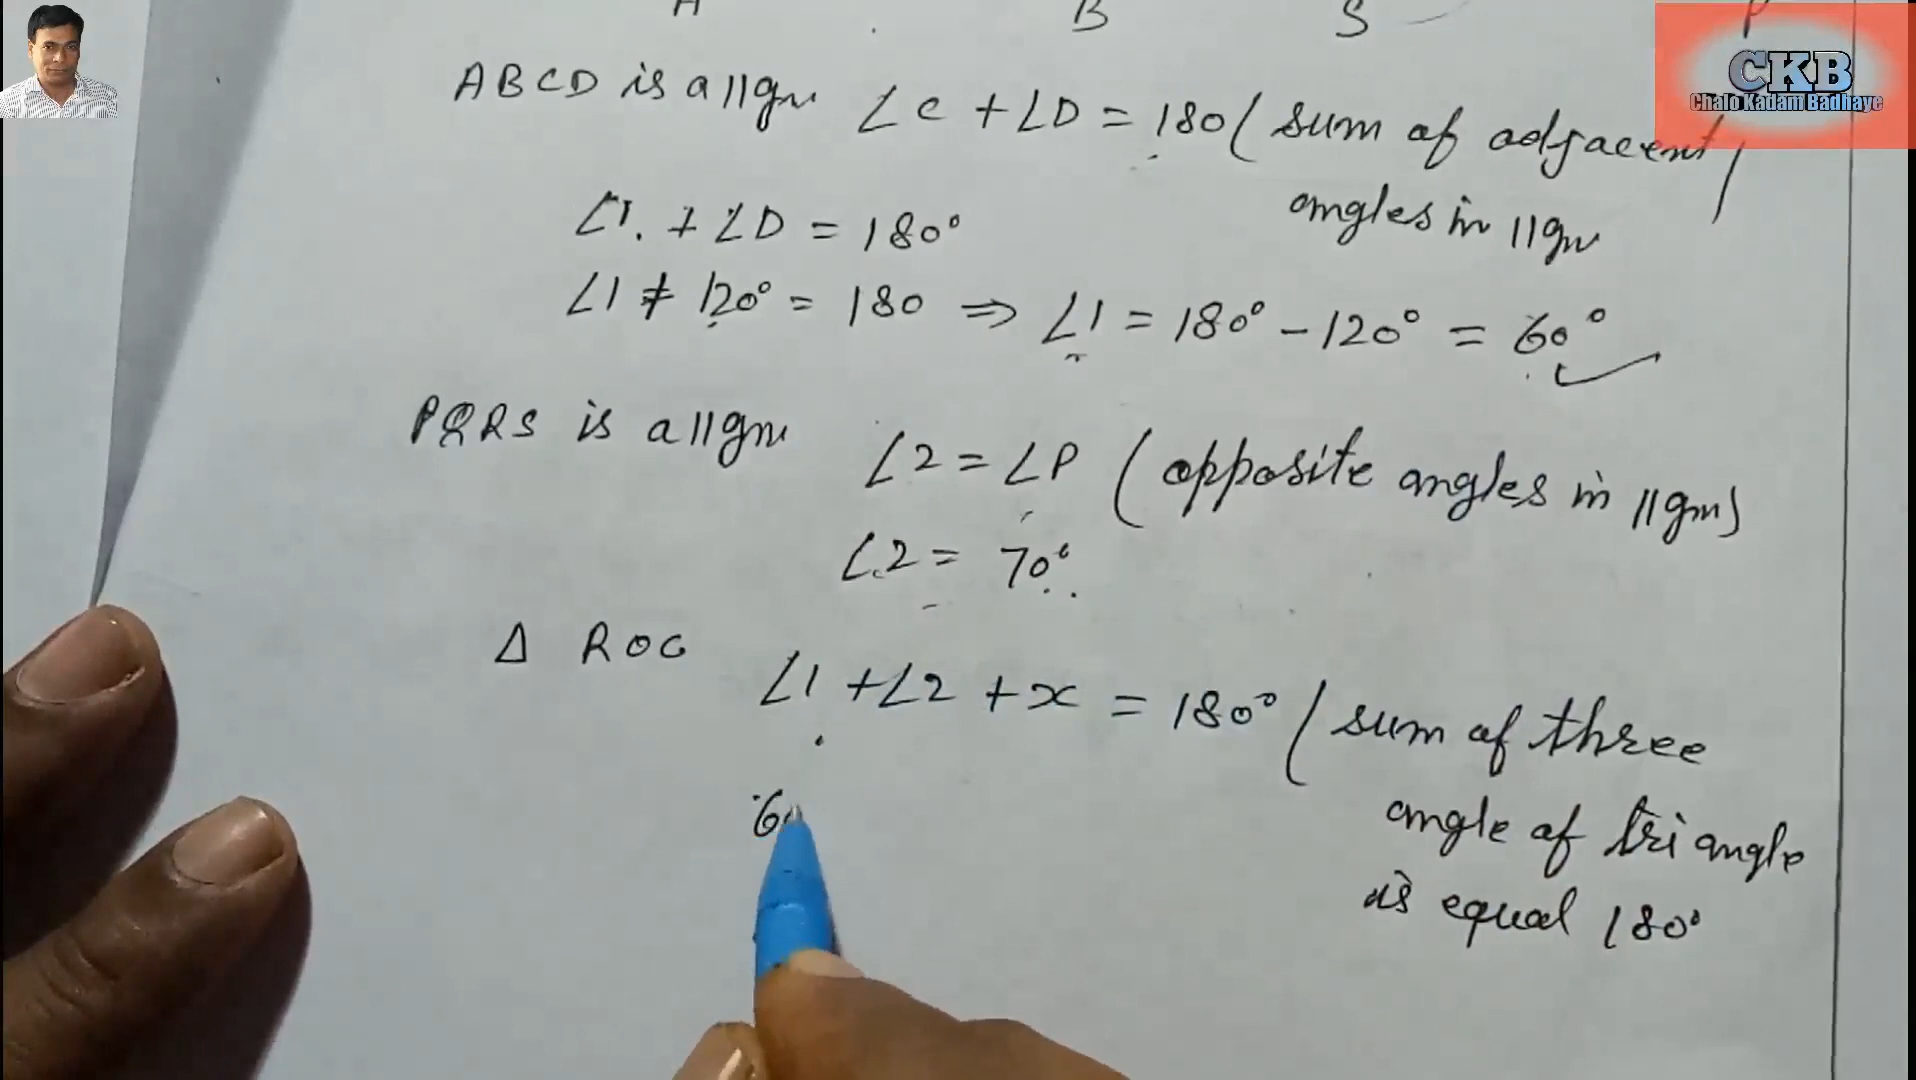 A B S P
CKB
Chalo Kadam Badhaye
ABCD is a ||gm ∠C + ∠D = 180 ( sum of adjacent
angles in ||gm )
∠1 + ∠D = 180°
∠1 + 120° = 180 ⇒ ∠1 = 180° - 120° = 60°
PQRS is a ||gm ∠2 = ∠P ( opposite angles in ||gm)
∠2 = 70°
Δ ROC
∠1 + ∠2 + x = 180° ( sum of three
angle of triangle
is equal 180°
60